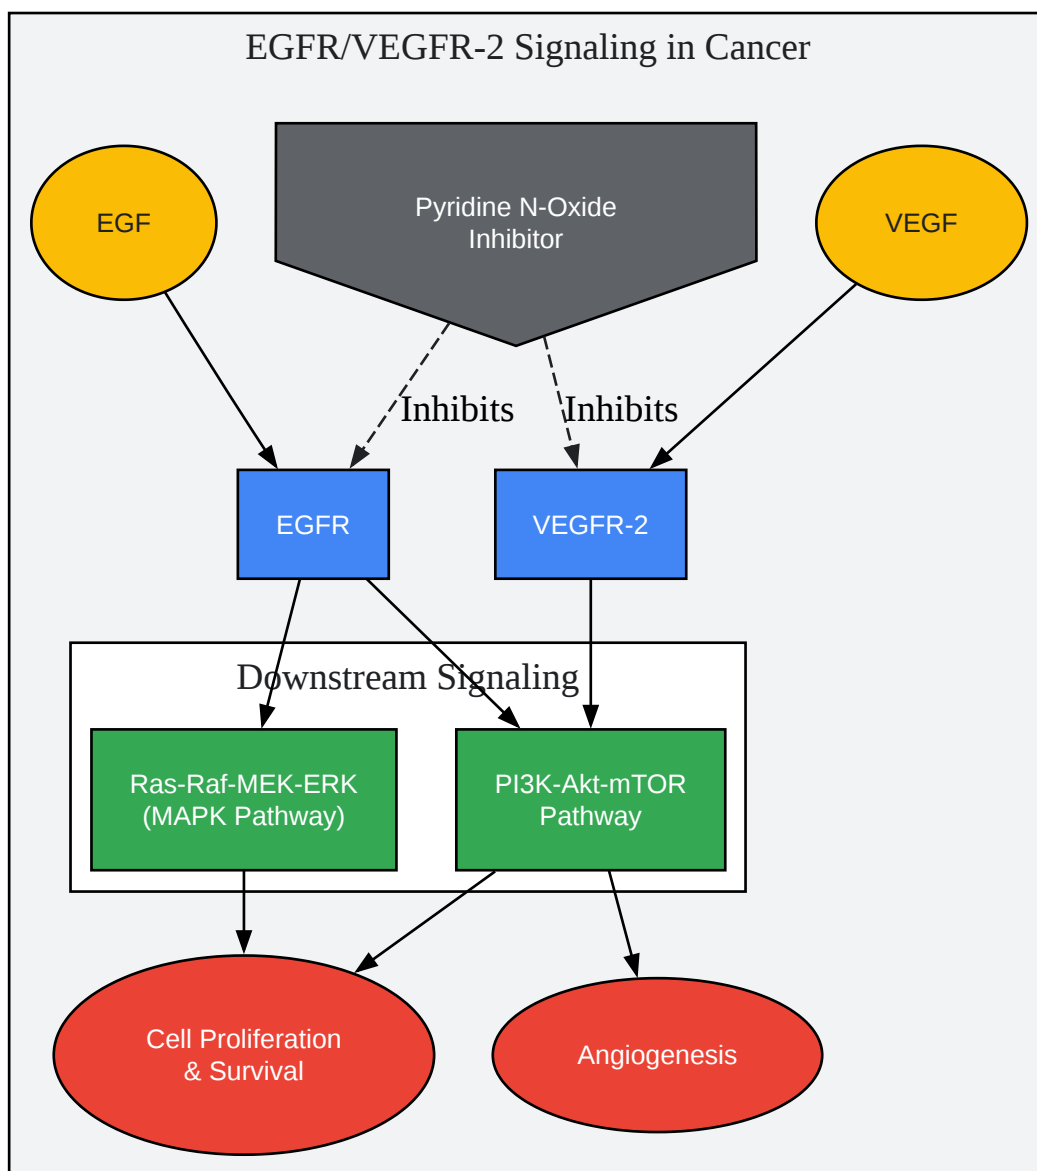 EGFR/VEGFR-2 Signaling in Cancer
EGF
Pyridine N-Oxide
Inhibitor
VEGF
Inhibits
Inhibits
EGFR
VEGFR-2
Downstream Signaling
Ras-Raf-MEK-ERK
(MAPK Pathway)
PI3K-Akt-mTOR
Pathway
Cell Proliferation
& Survival
Angiogenesis